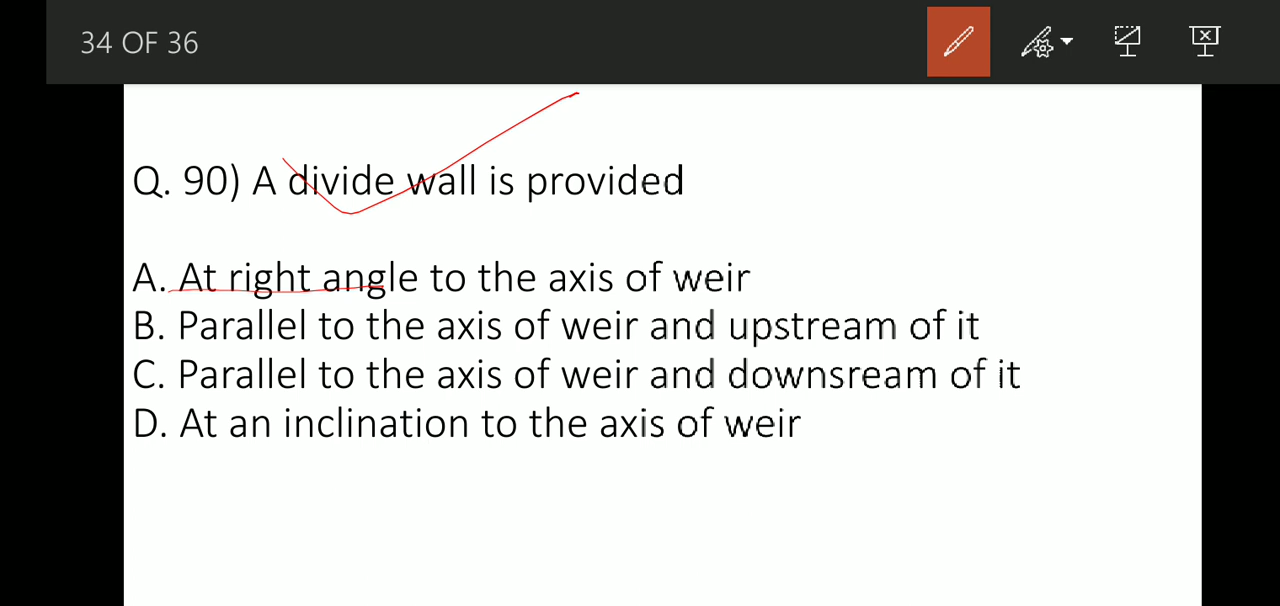 34 OF 36
Q. 90) A divide wall is provided
A. At right angle to the axis of weir
B. Parallel to the axis of weir and upstream of it
C. Parallel to the axis of weir and downsream of it
D. At an inclination to the axis of weir